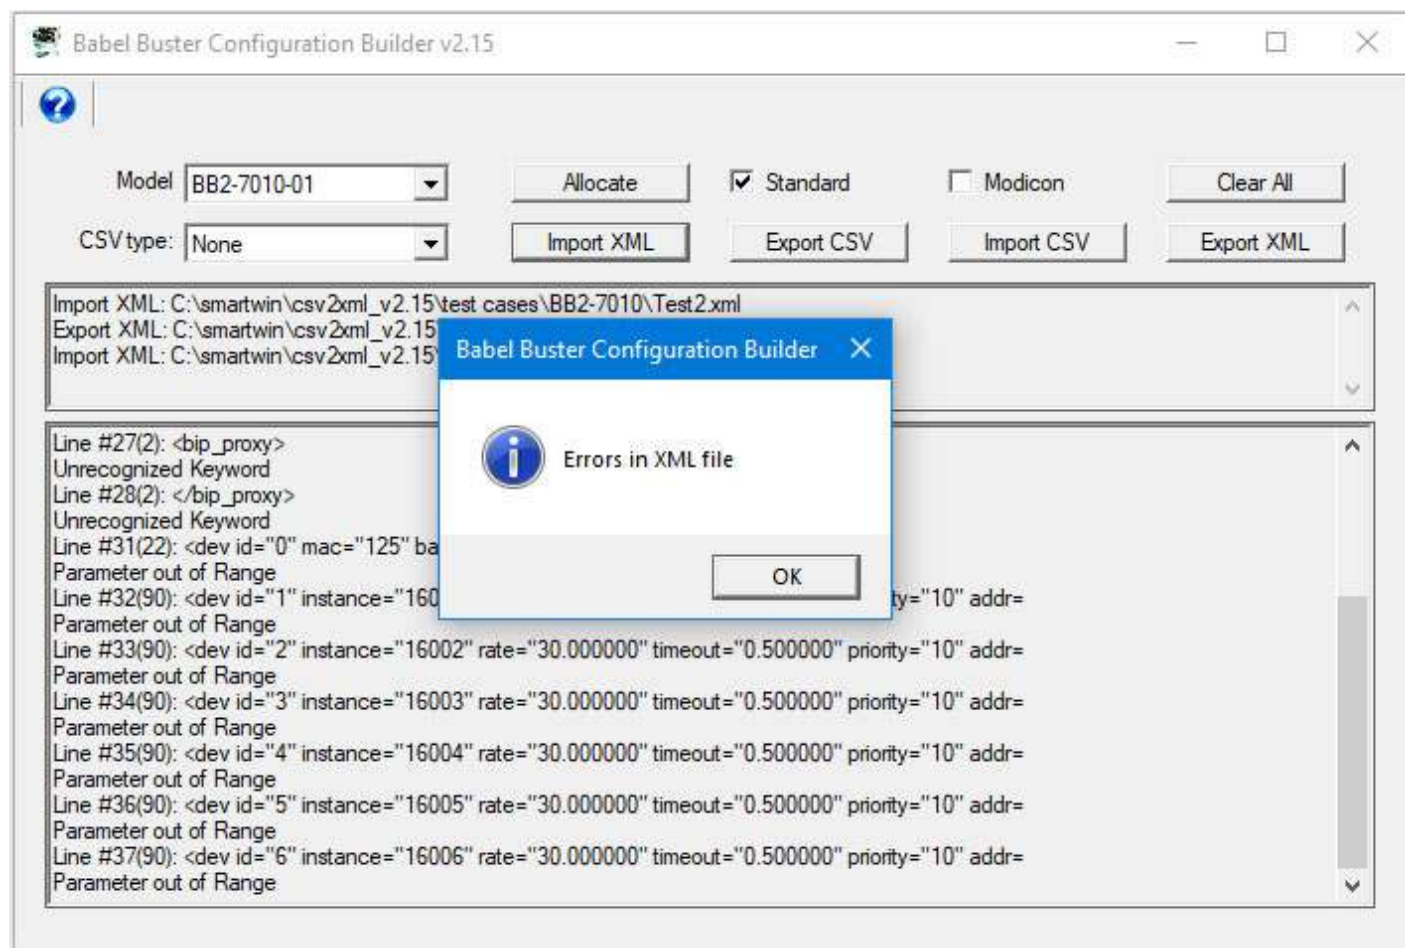 Babel Buster Configuration Builder v2.15
Model BB2-7010-01 Allocate Standard Modicon Clear All
CSV type: None Import XML Export CSV Import CSV Export XML
Import XML: C:\smartwin\csv2xml_v2.15\test cases\BB2-7010\Test2.xml
Export XML: C:\smartwin\csv2xml_v2.15
Import XML: C:\smartwin\csv2xml_v2.15\
Babel Buster Configuration Builder
Errors in XML file
OK
Line #27(2): <bip_proxy>
Unrecognized Keyword
Line #28(2): </bip_proxy>
Unrecognized Keyword
Line #31(22): <dev id="0" mac="125" ba
Parameter out of Range
Line #32(90): <dev id="1" instance="160 ty="10" addr=
Parameter out of Range
Line #33(90): <dev id="2" instance="16002" rate="30.000000" timeout="0.500000" priority="10" addr=
Parameter out of Range
Line #34(90): <dev id="3" instance="16003" rate="30.000000" timeout="0.500000" priority="10" addr=
Parameter out of Range
Line #35(90): <dev id="4" instance="16004" rate="30.000000" timeout="0.500000" priority="10" addr=
Parameter out of Range
Line #36(90): <dev id="5" instance="16005" rate="30.000000" timeout="0.500000" priority="10" addr=
Parameter out of Range
Line #37(90): <dev id="6" instance="16006" rate="30.000000" timeout="0.500000" priority="10" addr=
Parameter out of Range